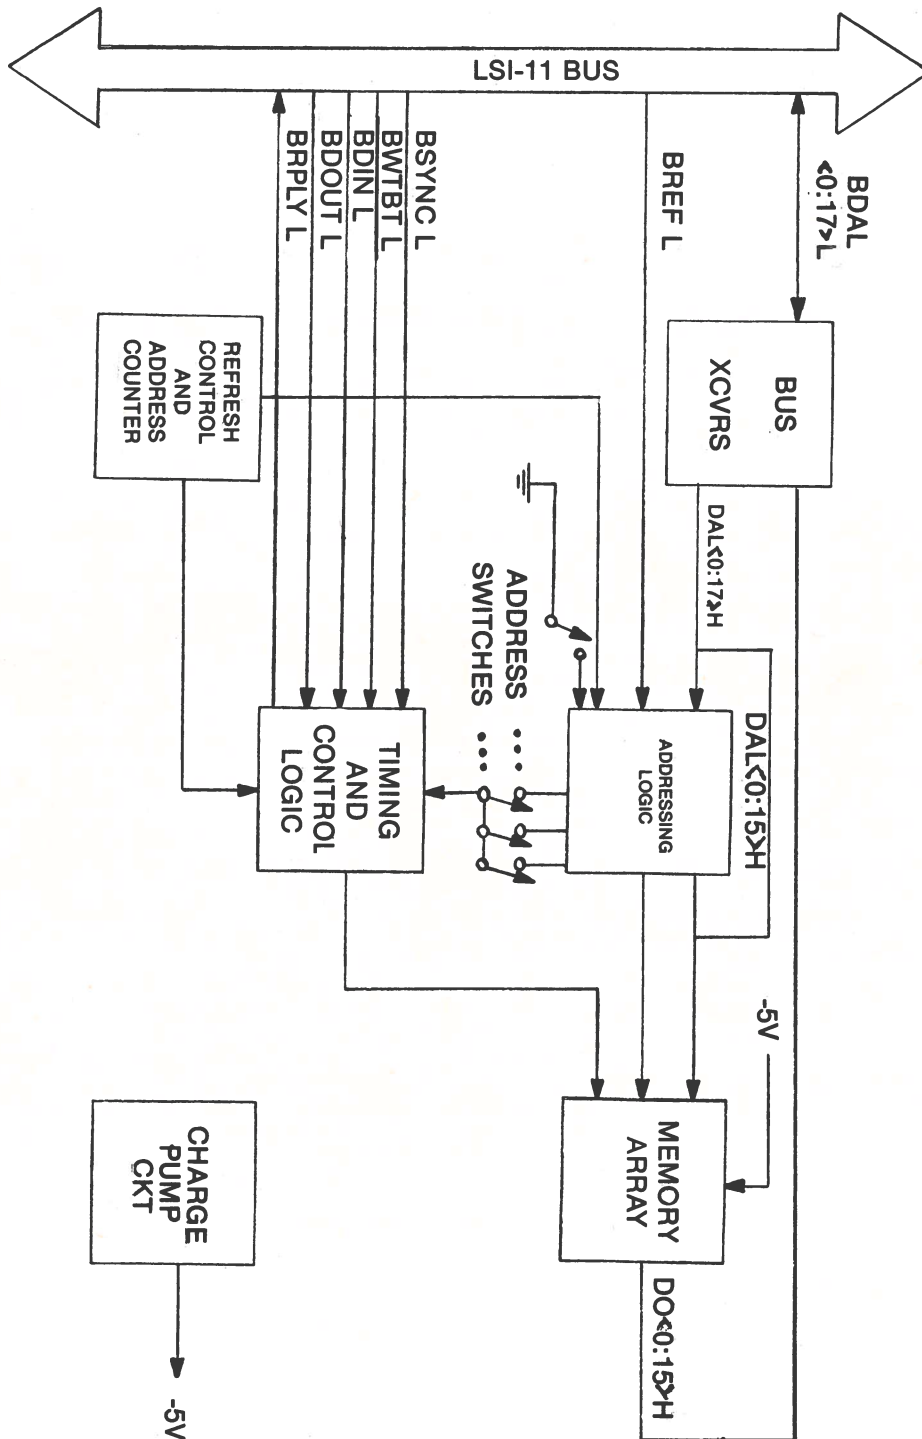 LSI-11 BUS
BDAL
<0:17>L
BREF L
BSYNC L
BWTBT L
BDIN L
BDOUT L
BRPLY L
BUS
XCVRS
REFRESH
CONTROL
AND
ADDRESS
COUNTER
DAL<0:17>H
ADDRESS
SWITCHES
DAL<0:15>H
ADDRESSING
LOGIC
TIMING
AND
CONTROL
LOGIC
-5V
MEMORY
ARRAY
CHARGE
PUMP
CKT
DO<0:15>H
-5V